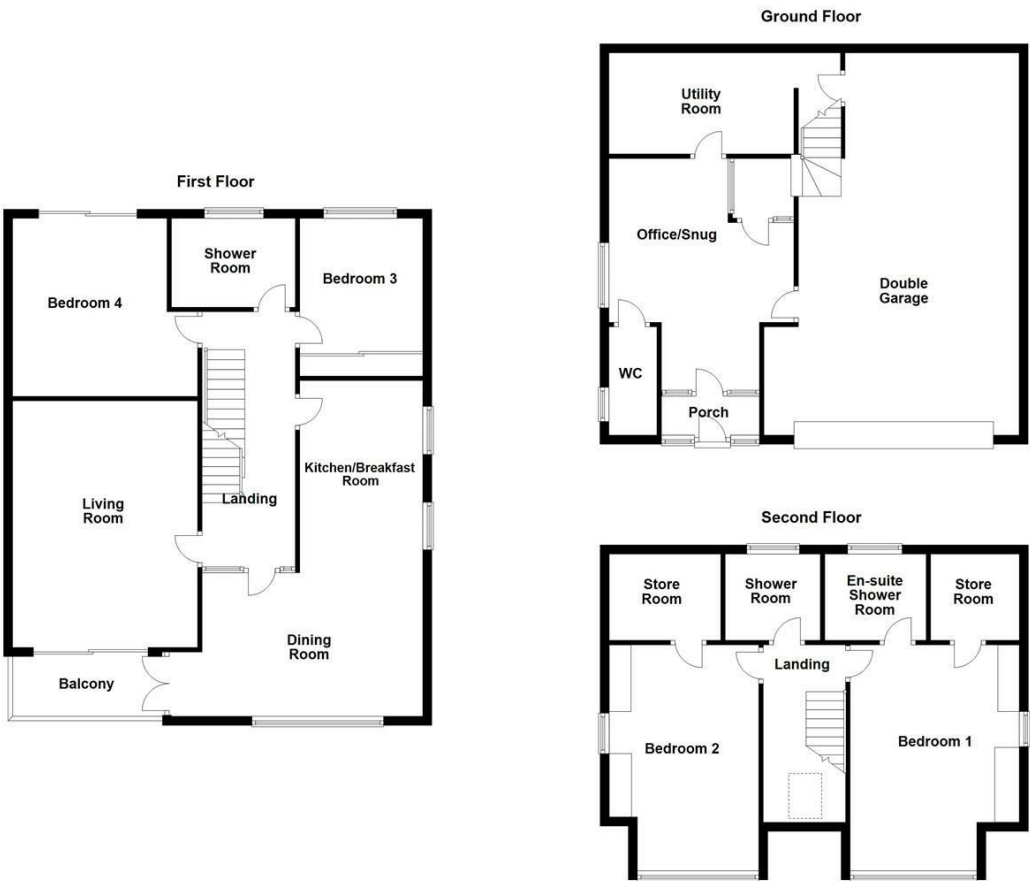 Ground Floor
Utility
Room
Office/Snug
Double
Garage
WC
Porch
First Floor
Shower
Room
Bedroom 3
Bedroom 4
Kitchen/Breakfast
Room
Landing
Living
Room
Dining
Room
Balcony
Second Floor
Store
Room
Shower
Room
En-suite
Shower
Room
Store
Room
Landing
Bedroom 2
Bedroom 1